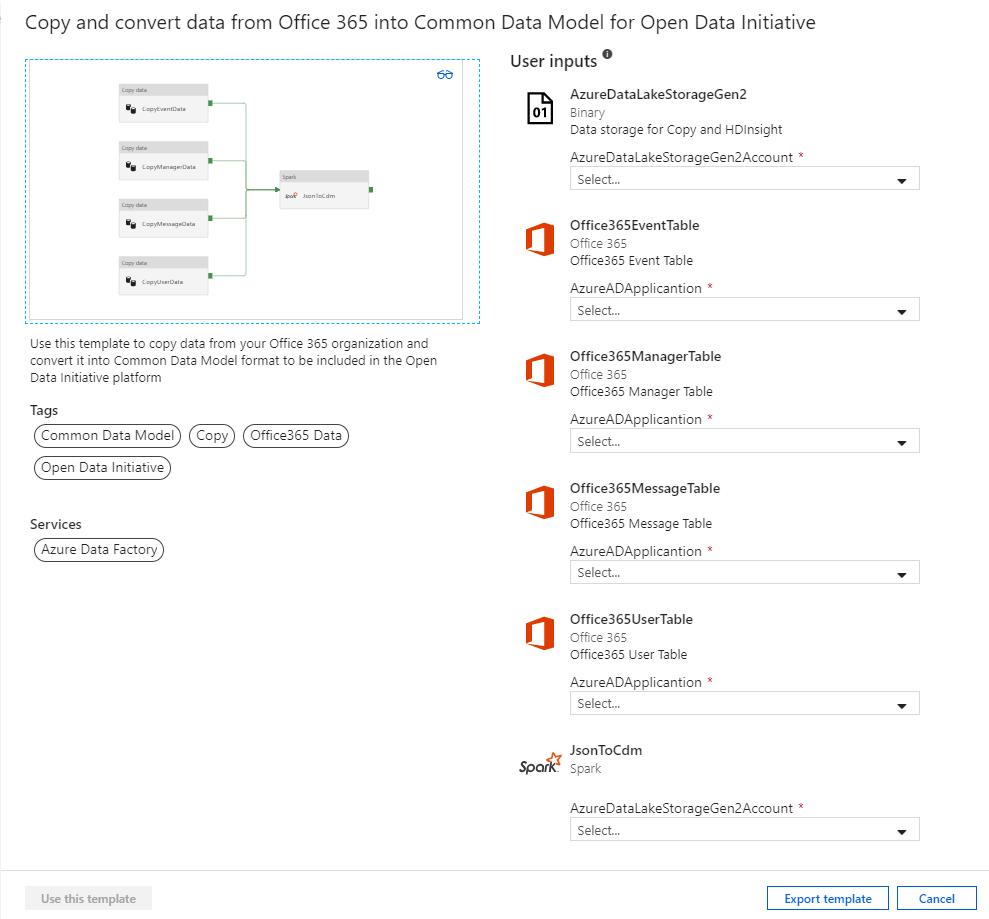 Copy and convert data from Office 365 into Common Data Model for Open Data Initiative
Copy data
CopyEventData
Copy data
CopyManagerData
Copy data
CopyMessageData
Copy data
CopyUserData
Spark
Spark JsonToCdm
Use this template to copy data from your Office 365 organization and
convert it into Common Data Model format to be included in the Open
Data Initiative platform
Tags
Common Data Model Copy Office365 Data
Open Data Initiative
Services
Azure Data Factory
User inputs
AzureDataLakeStorageGen2
01 Binary
Data storage for Copy and HDInsight
AzureDataLakeStorageGen2Account *
Select...
Office365EventTable
Office 365
Office365 Event Table
AzureADApplicantion *
Select...
Office365ManagerTable
Office 365
Office365 Manager Table
AzureADApplicantion *
Select...
Office365MessageTable
Office 365
Office365 Message Table
AzureADApplicantion *
Select...
Office365UserTable
Office 365
Office365 User Table
AzureADApplicantion *
Select...
JsonToCdm
Spark Spark
AzureDataLakeStorageGen2Account *
Select...
Use this template Export template Cancel